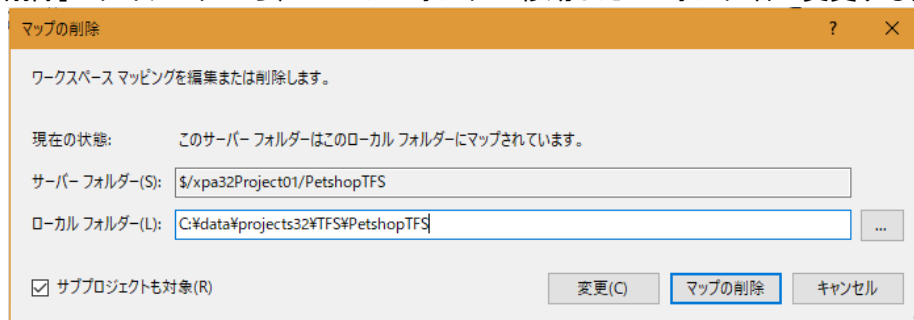 マップの削除 ? ×
ワークスペース マッピングを編集または削除します。
現在の状態: このサーバー フォルダーはこのローカル フォルダーにマップされています。
サーバー フォルダー(S): $/xpa32Project01/PetshopTFS
ローカル フォルダー(L): C:¥data¥projects32¥TFS¥PetshopTFS ...
サブプロジェクトも対象(R) 変更(C) マップの削除 キャンセル